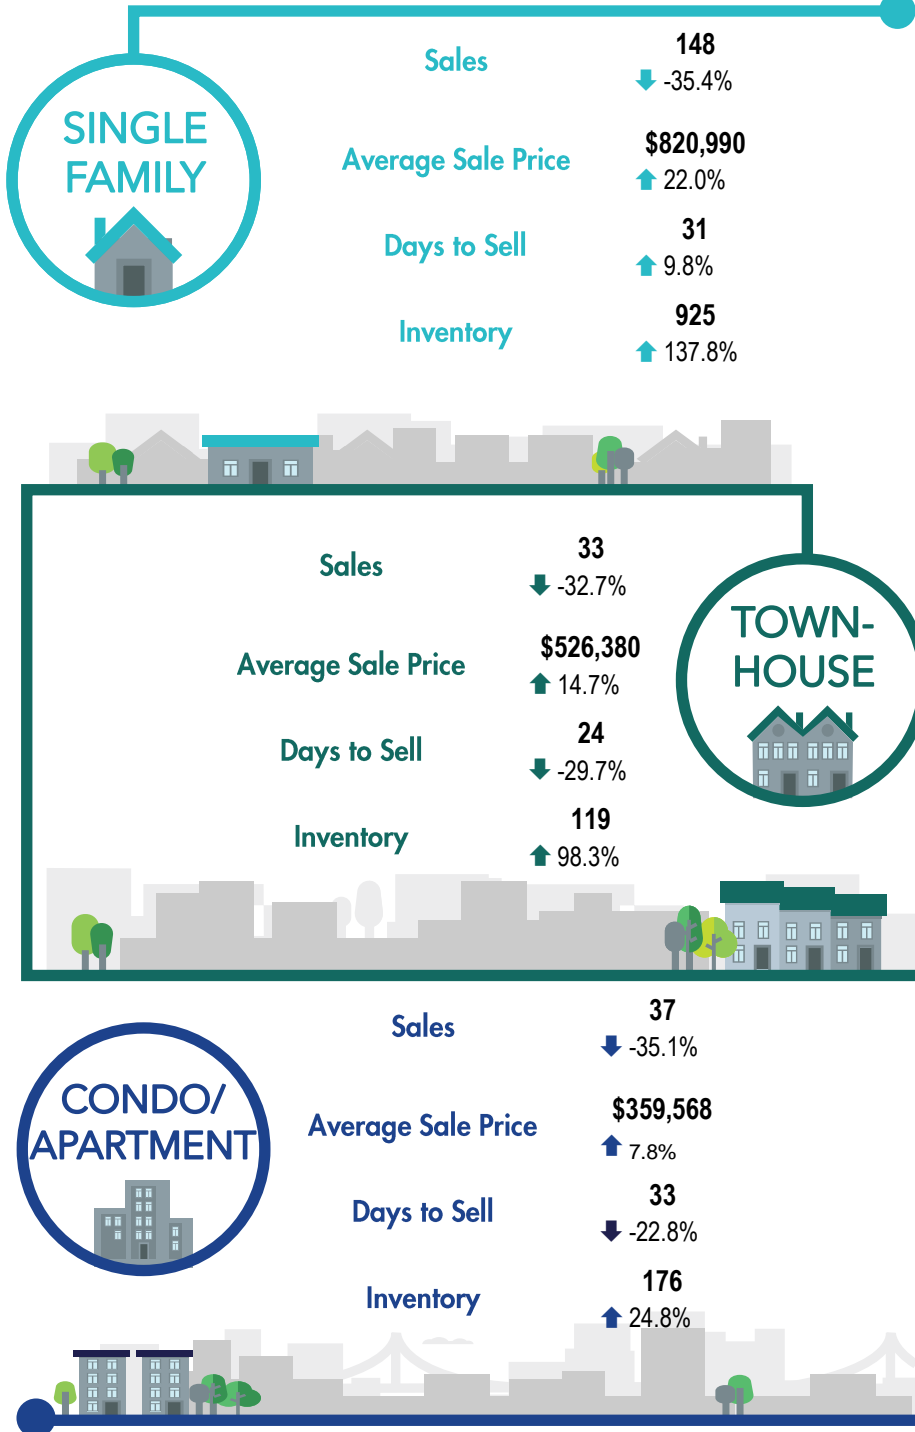 SINGLE
FAMILY
Sales
148
-35.4%
Average Sale Price
$820,990
22.0%
Days to Sell
31
9.8%
Inventory
925
137.8%
TOWN-
HOUSE
Sales
33
-32.7%
Average Sale Price
$526,380
14.7%
Days to Sell
24
-29.7%
Inventory
119
98.3%
CONDO/
APARTMENT
Sales
37
-35.1%
Average Sale Price
$359,568
7.8%
Days to Sell
33
-22.8%
Inventory
176
24.8%